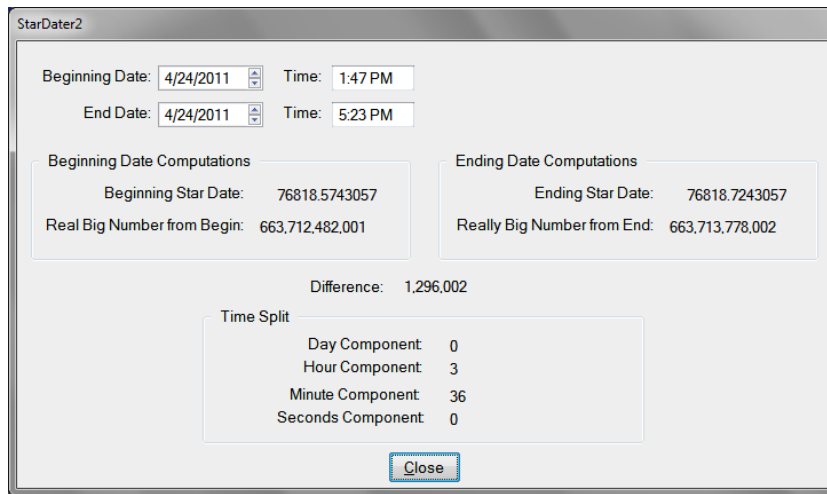 StarDater2
Beginning Date: 4/24/2011 Time: 1:47 PM
End Date: 4/24/2011 Time: 5:23 PM
Beginning Date Computations
Beginning Star Date: 76818.5743057
Real Big Number from Begin: 663,712,482,001
Ending Date Computations
Ending Star Date: 76818.7243057
Really Big Number from End: 663,713,778,002
Difference: 1,296,002
Time Split
Day Component 0
Hour Component 3
Minute Component 36
Seconds Component 0
Close